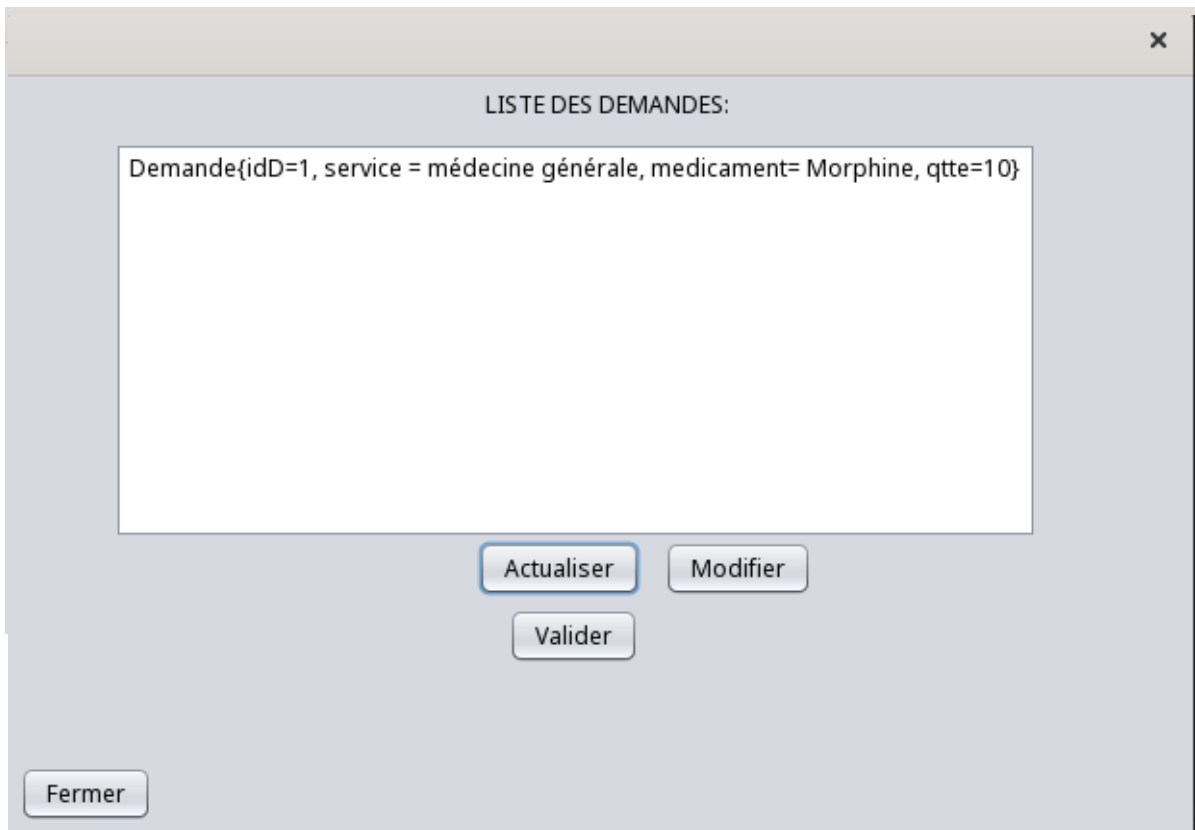 LISTE DES DEMANDES:
Demande{idD=1, service = médecine générale, medicament= Morphine, qtte=10}
Actualiser Modifier
Valider
Fermer